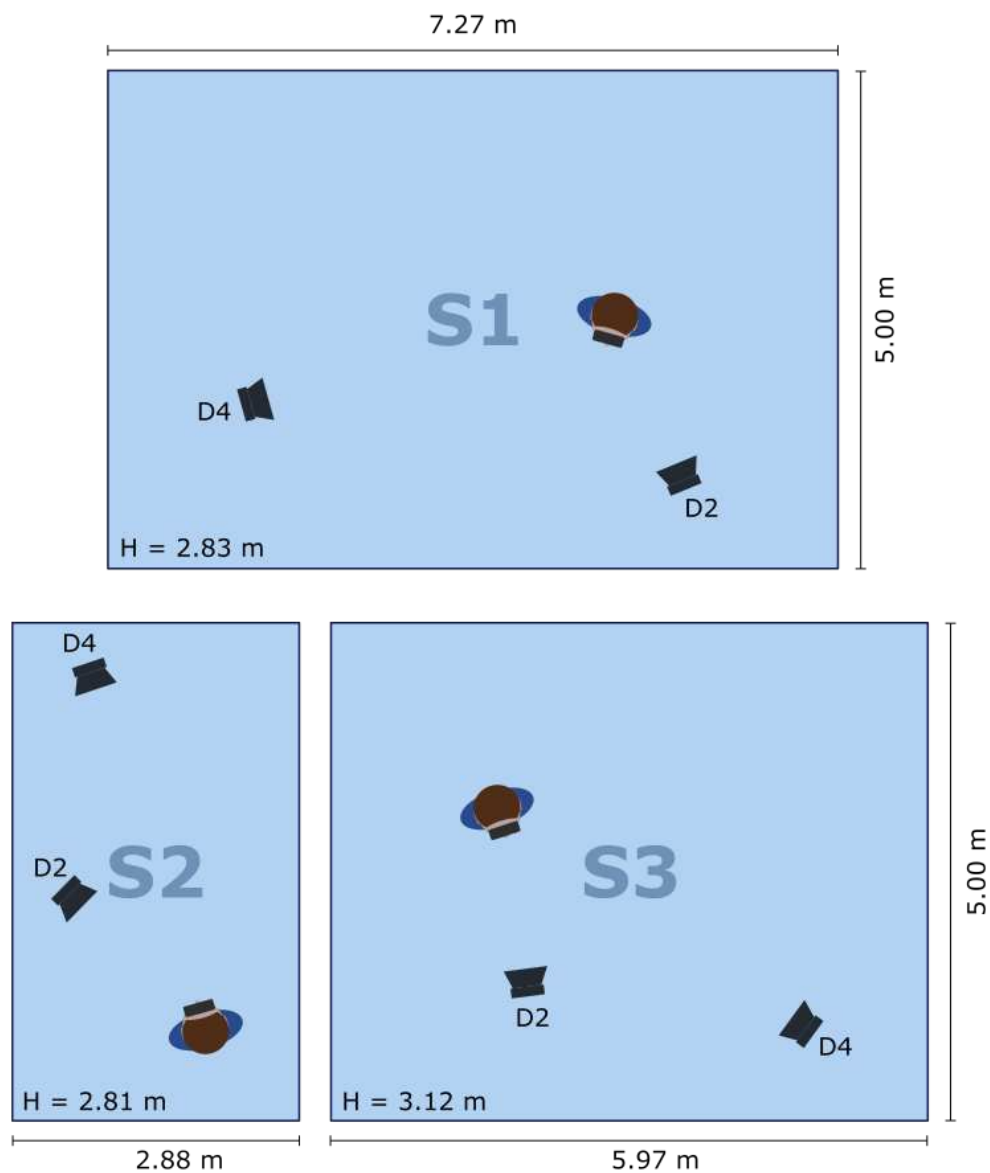 7.27 m
S1
5.00 m
D4
D2
H = 2.83 m
D4
D2
S2
H = 2.81 m
2.88 m
S3
D2
D4
H = 3.12 m
5.00 m
5.97 m